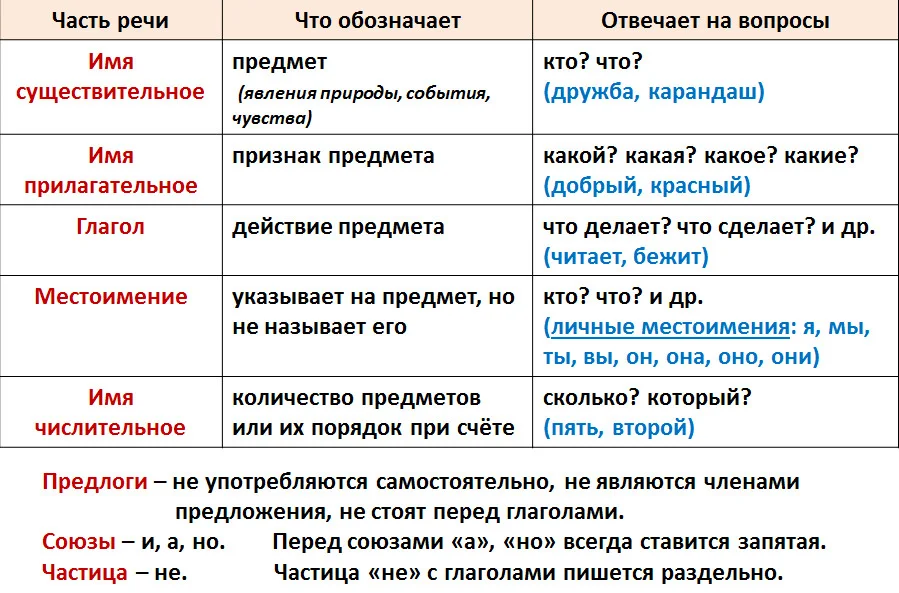 Часть речи Что обозначает Отвечает на вопросы
Имя существительное
предмет
(явления природы, события,
чувства)
кто? что?
(дружба, карандаш)
Имя
прилагательное
признак предмета
какой? какая? какое? какие?
(добрый, красный)
Глагол
действие предмета
что делает? что сделает? и др.
(читает, бежит)
Местоимение
указывает на предмет, но
не называет его
кто? что? и др.
(личные местоимения: я, мы,
ты, вы, он, она, оно, они)
Имя
числительное
количество предметов
или их порядок при счёте
сколько? который?
(пять, второй)
Предлоги – не употребляются самостоятельно, не являются членами
предложения, не стоят перед глаголами.
Союзы – и, а, но. Перед союзами «а», «но» всегда ставится запятая.
Частица – не. Частица «не» с глаголами пишется раздельно.